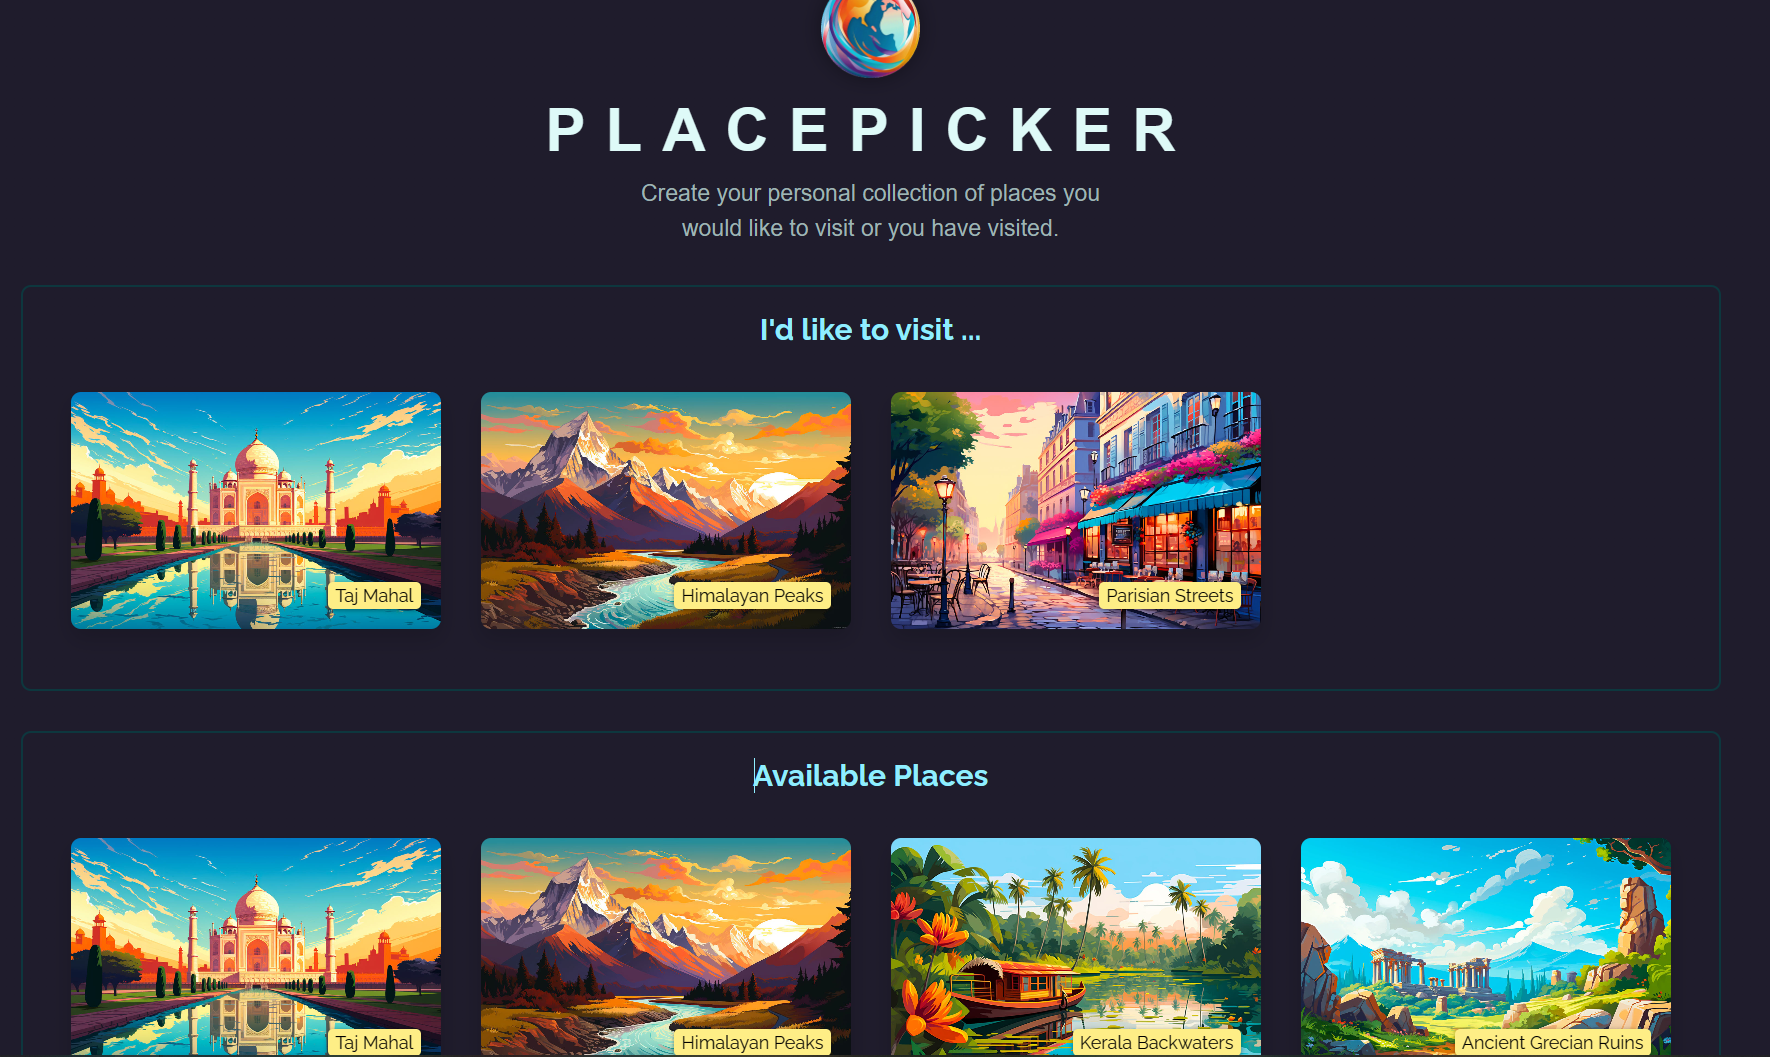 PLACEPICKER
Create your personal collection of places you
would like to visit or you have visited.
I'd like to visit ...
Taj Mahal
Himalayan Peaks
Parisian Streets
Available Places
Taj Mahal
Himalayan Peaks
Kerala Backwaters
Ancient Grecian Ruins